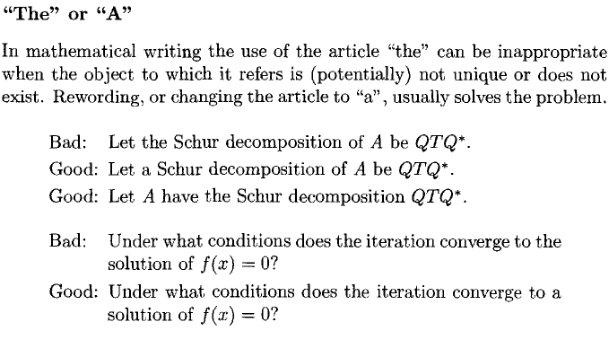 “The” or “A”
In mathematical writing the use of the article “the” can be inappropriate
when the object to which it refers is (potentially) not unique or does not
exist. Rewording, or changing the article to “a”, usually solves the problem.
Bad: Let the Schur decomposition of A be QTQ*.
Good: Let a Schur decomposition of A be QTQ*.
Good: Let A have the Schur decomposition QTQ*.
Bad: Under what conditions does the iteration converge to the
solution of f(x) = 0?
Good: Under what conditions does the iteration converge to a
solution of f(x) = 0?